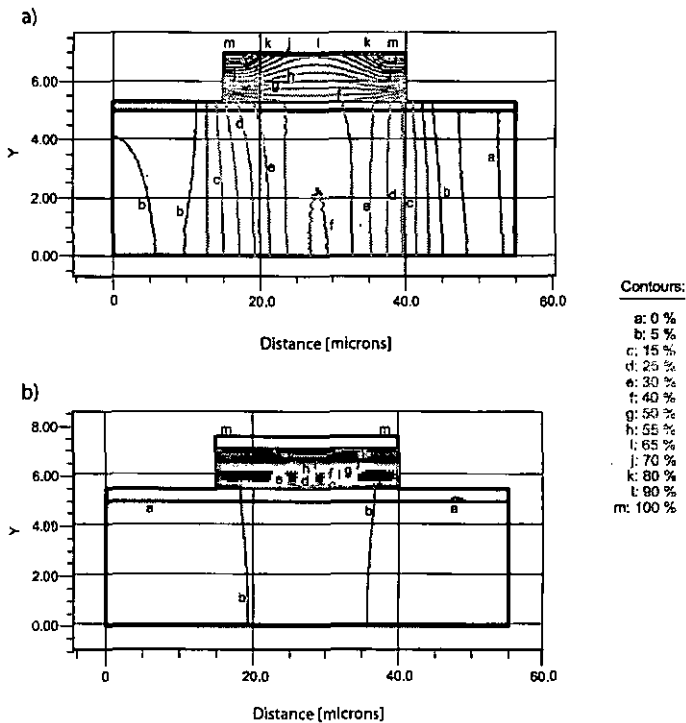 a)
m k j l k m
6.00
h
g
f
d
4.00
Y
e
a
c
2.00
b
b
f
e
d
c
b
0.00
0 20.0 40.0 60.0
Distance [microns]
Contours:
a: 0 %
b: 5 %
c: 15 %
d: 25 %
e: 30 %
f: 40 %
g: 50 %
h: 55 %
l: 65 %
j: 70 %
k: 80 %
l: 90 %
m: 100 %
b)
8.00
m m
6.00
h f g
e d f l
a b a
4.00
Y
2.00
b
0.00
0 20.0 40.0 60.0
Distance [microns]